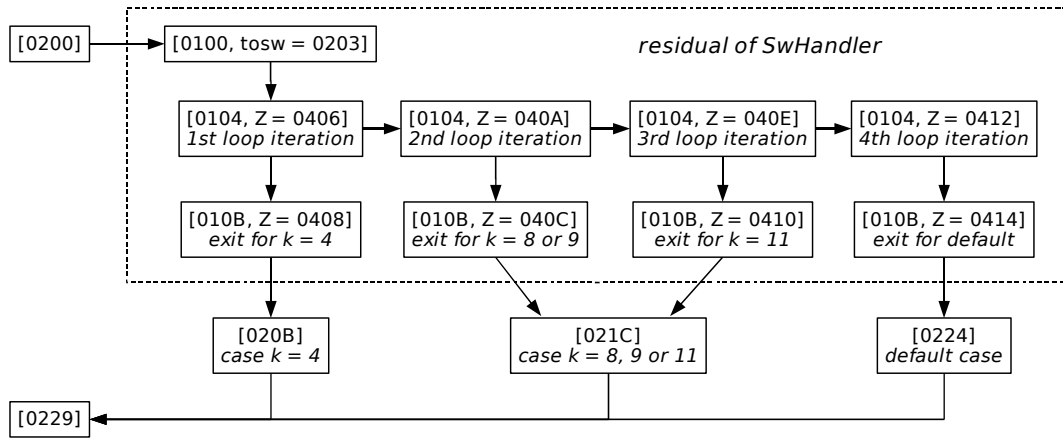 [0200]
[0100, tosw = 0203]
residual of SwHandler
[0104, Z = 0406]
1st loop iteration
[0104, Z = 040A]
2nd loop iteration
[0104, Z = 040E]
3rd loop iteration
[0104, Z = 0412]
4th loop iteration
[010B, Z = 0408]
exit for k = 4
[010B, Z = 040C]
exit for k = 8 or 9
[010B, Z = 0410]
exit for k = 11
[010B, Z = 0414]
exit for default
[020B]
case k = 4
[021C]
case k = 8, 9 or 11
[0224]
default case
[0229]